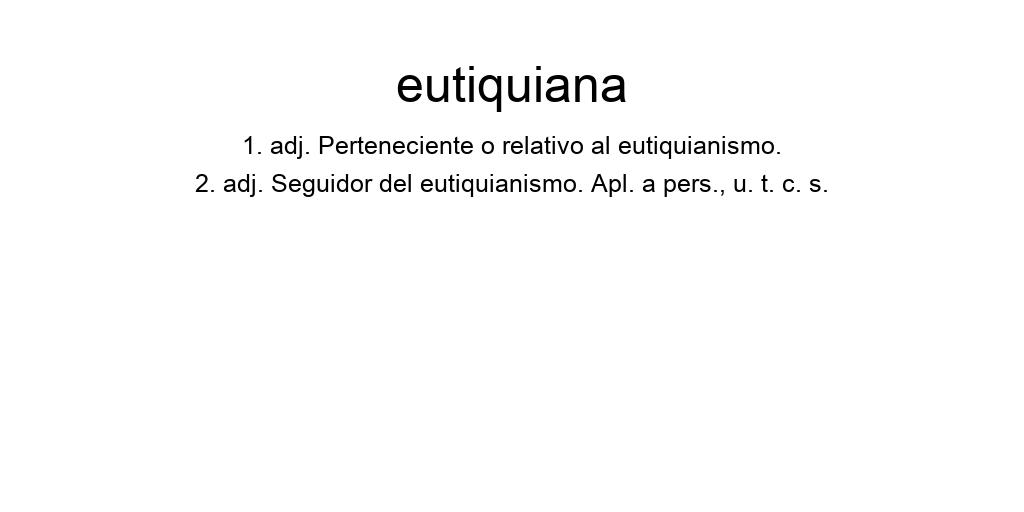 eutiquiana
1. adj. Perteneciente o relativo al eutiquianismo.
2. adj. Seguidor del eutiquianismo. Apl. a pers., u. t. c. s.